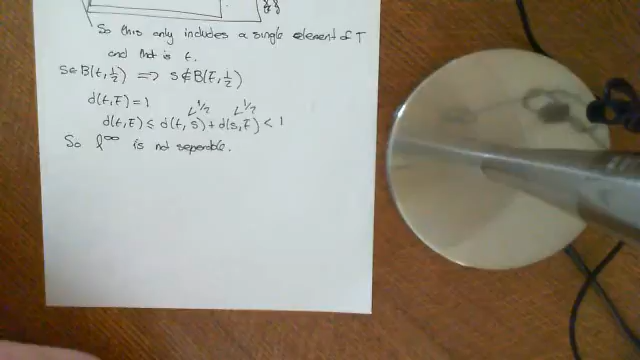 So this only includes a single element of T
and that is t.
s ∈ B(t, 1/2) ⟹ s ∉ B(t̄, 1/2)
d(t, t̄) = 1
<1/2 <1/2
d(t, t̄) ≤ d(t, s) + d(s, t̄) < 1
So l^∞ is not seperable.